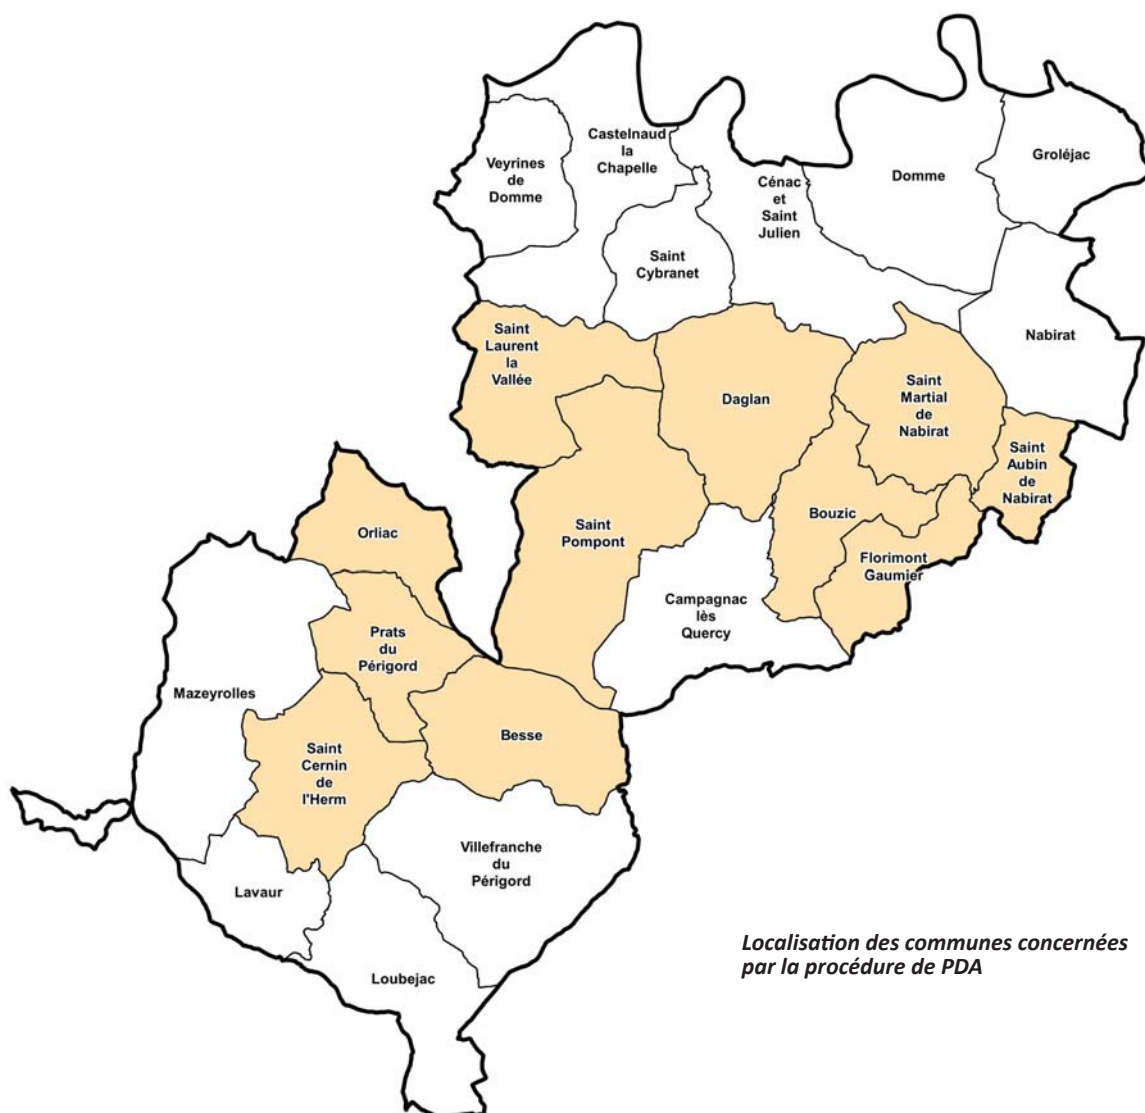 Castelnaud
la
Chapelle
Veyrines
de
Domme
Groléjac
Domme
Cénac
et
Saint
Julien
Saint
Cybranet
Nabirat
Saint
Laurent
la
Vallée
Daglan
Saint
Martial
de
Nabirat
Saint
Aubin
de
Nabirat
Bouzic
Saint
Pompont
Orliac
Florimont
Gaumier
Campagnac
lès
Quercy
Prats
du
Périgord
Mazeyrolles
Besse
Saint
Cernin
de
l'Herm
Villefranche
du
Périgord
Lavaur
Loubejac
Localisation des communes concernées
par la procédure de PDA